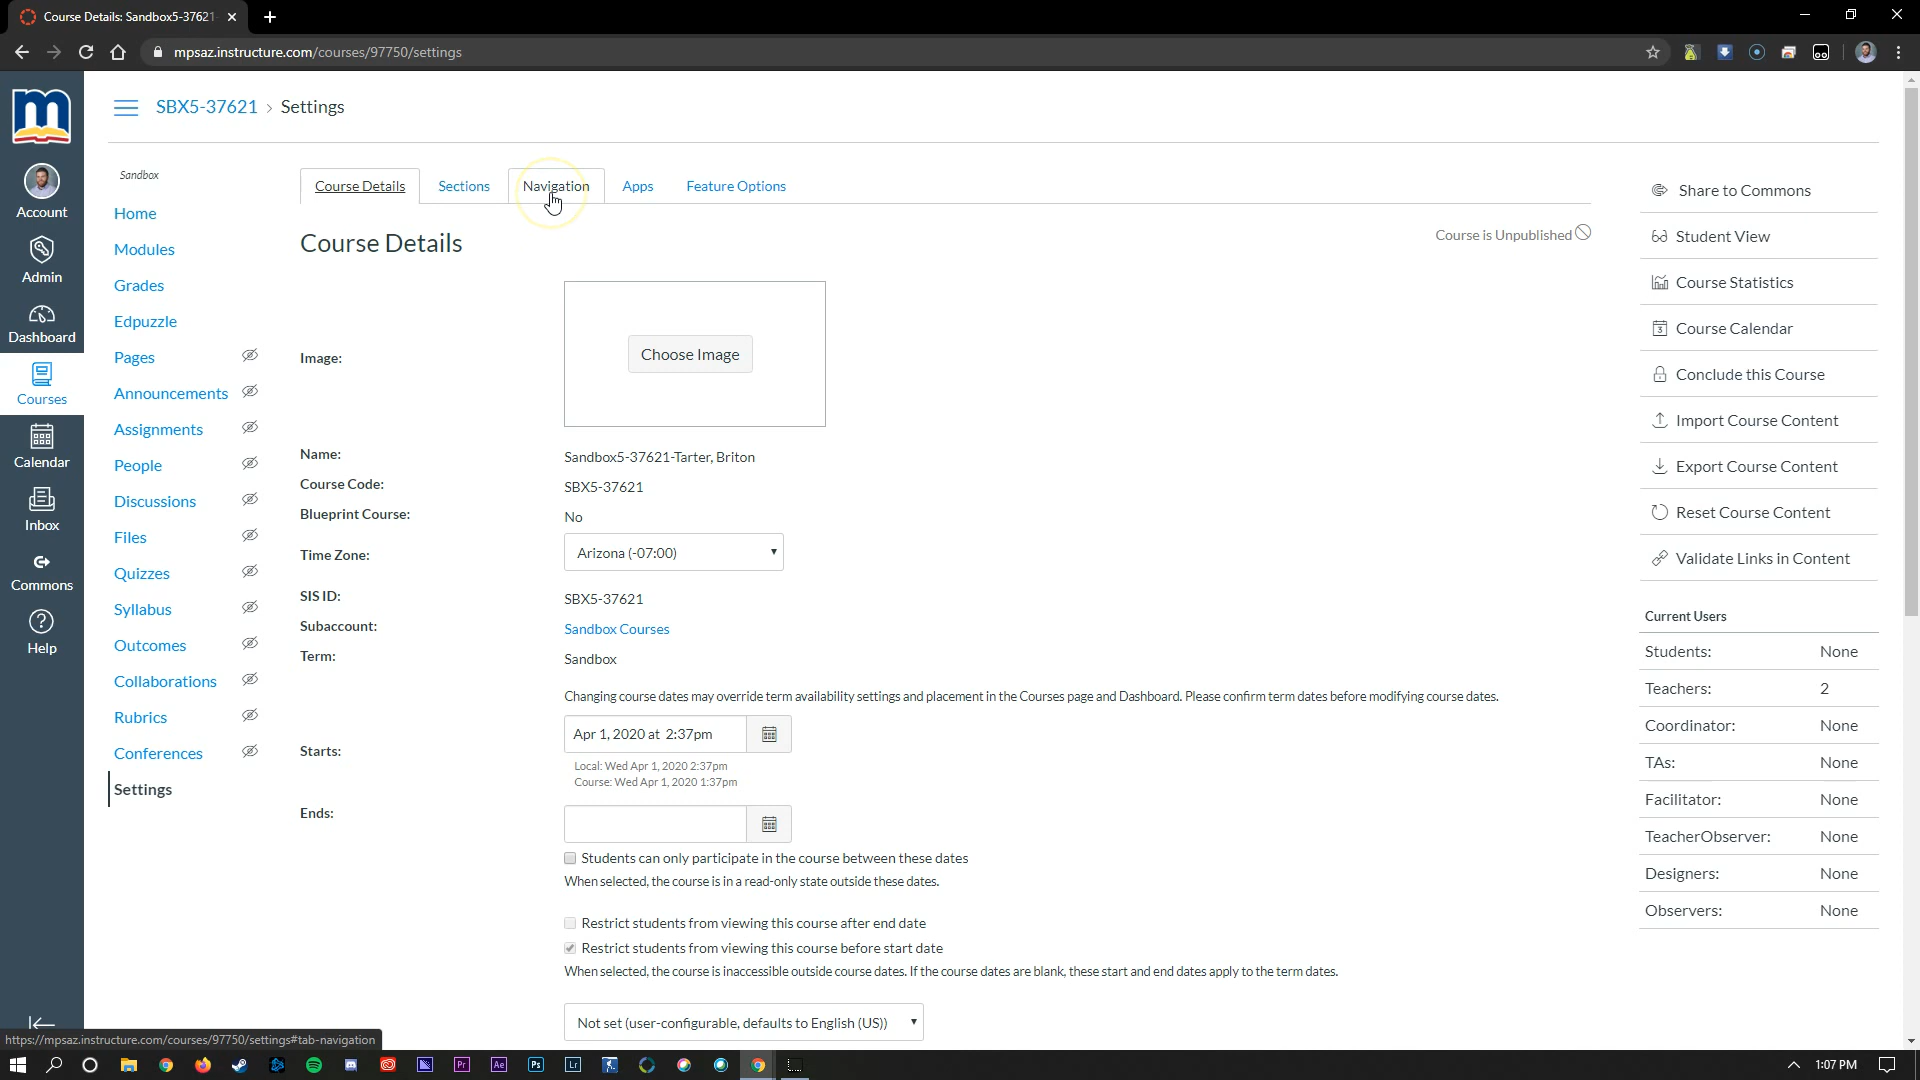 Course Details: Sandbox5-37621
mpsaz.instructure.com/courses/97750/settings
SBX5-37621 › Settings
Account
Admin
Dashboard
Courses
Calendar
Inbox
Commons
Help
Sandbox
Home
Modules
Grades
Edpuzzle
Pages
Announcements
Assignments
People
Discussions
Files
Quizzes
Syllabus
Outcomes
Collaborations
Rubrics
Conferences
Settings
Course Details Sections Navigation Apps Feature Options
Course Details
Course is Unpublished
Image:
Choose Image
Name: Sandbox5-37621-Tarter, Briton
Course Code: SBX5-37621
Blueprint Course: No
Time Zone: Arizona (-07:00)
SIS ID: SBX5-37621
Subaccount: Sandbox Courses
Term: Sandbox
Changing course dates may override term availability settings and placement in the Courses page and Dashboard. Please confirm term dates before modifying course dates.
Starts: Apr 1, 2020 at 2:37pm
Local: Wed Apr 1, 2020 2:37pm
Course: Wed Apr 1, 2020 1:37pm
Ends:
Students can only participate in the course between these dates
When selected, the course is in a read-only state outside these dates.
Restrict students from viewing this course after end date
Restrict students from viewing this course before start date
When selected, the course is inaccessible outside course dates. If the course dates are blank, these start and end dates apply to the term dates.
Not set (user-configurable, defaults to English (US))
Share to Commons
Student View
Course Statistics
Course Calendar
Conclude this Course
Import Course Content
Export Course Content
Reset Course Content
Validate Links in Content
Current Users
Students: None
Teachers: 2
Coordinator: None
TAs: None
Facilitator: None
TeacherObserver: None
Designers: None
Observers: None
https://mpsaz.instructure.com/courses/97750/settings#tab-navigation
Pr Ae Ps Lr
1:07 PM